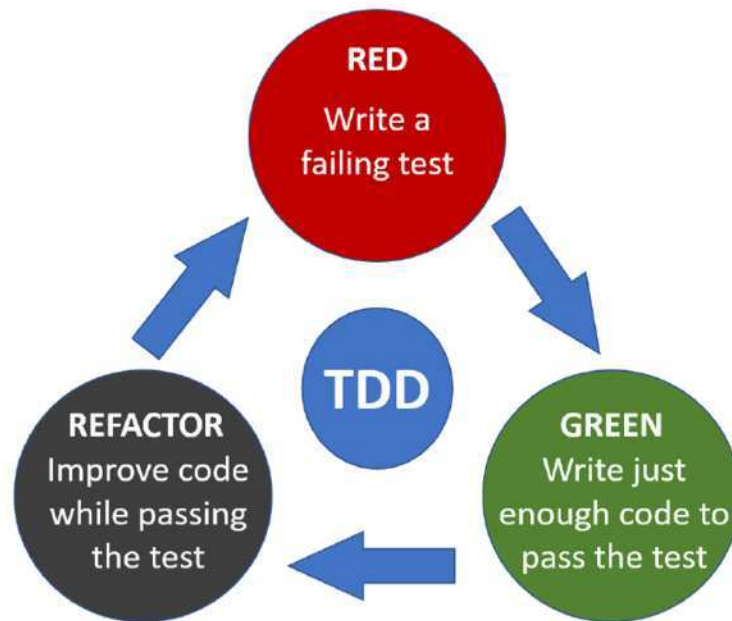 RED
Write a
failing test
TDD
REFACTOR
Improve code
while passing
the test
GREEN
Write just
enough code to
pass the test